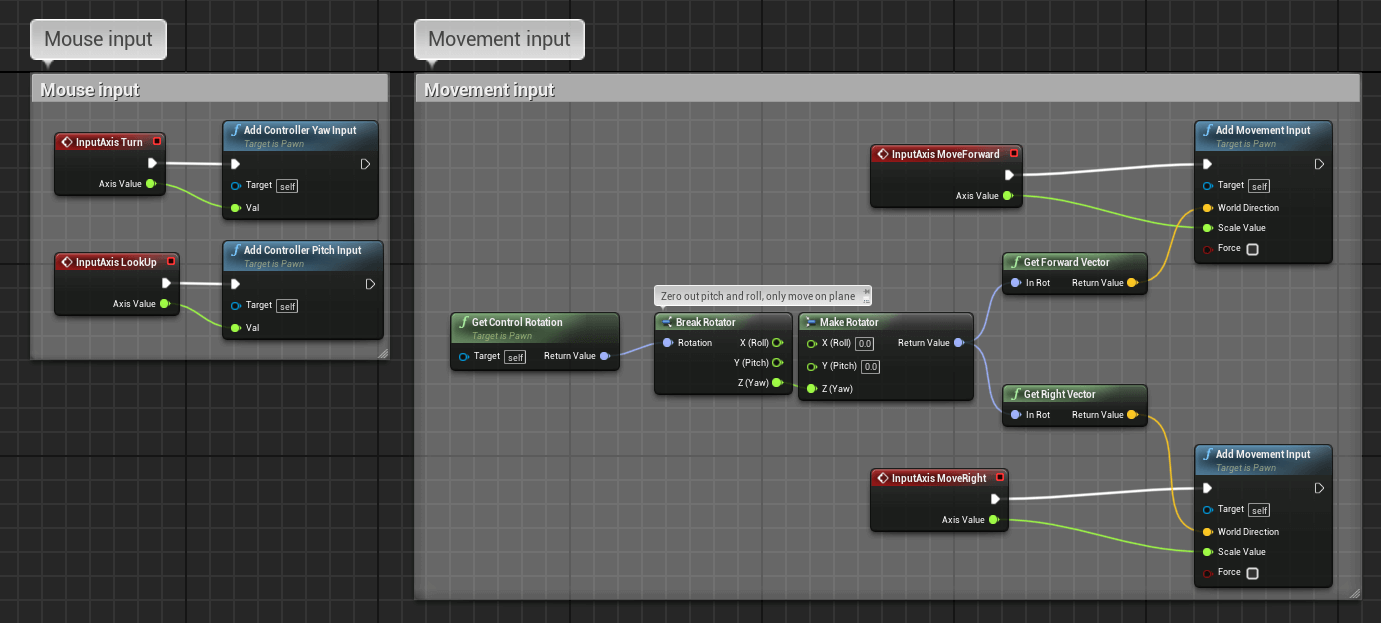 Mouse input
Mouse input
InputAxis Turn
Axis Value
Add Controller Yaw Input
Target is Pawn
Target self
Val
InputAxis LookUp
Axis Value
Add Controller Pitch Input
Target is Pawn
Target self
Val
Movement input
Movement input
InputAxis MoveForward
Axis Value
Add Movement Input
Target is Pawn
Target self
World Direction
Scale Value
Force
Get Control Rotation
Target is Pawn
Target self Return Value
Zero out pitch and roll, only move on plane
Break Rotator
Rotation X (Roll)
Y (Pitch)
Z (Yaw)
Make Rotator
X (Roll) 0.0 Return Value
Y (Pitch) 0.0
Z (Yaw)
Get Forward Vector
In Rot Return Value
Get Right Vector
In Rot Return Value
InputAxis MoveRight
Axis Value
Add Movement Input
Target is Pawn
Target self
World Direction
Scale Value
Force